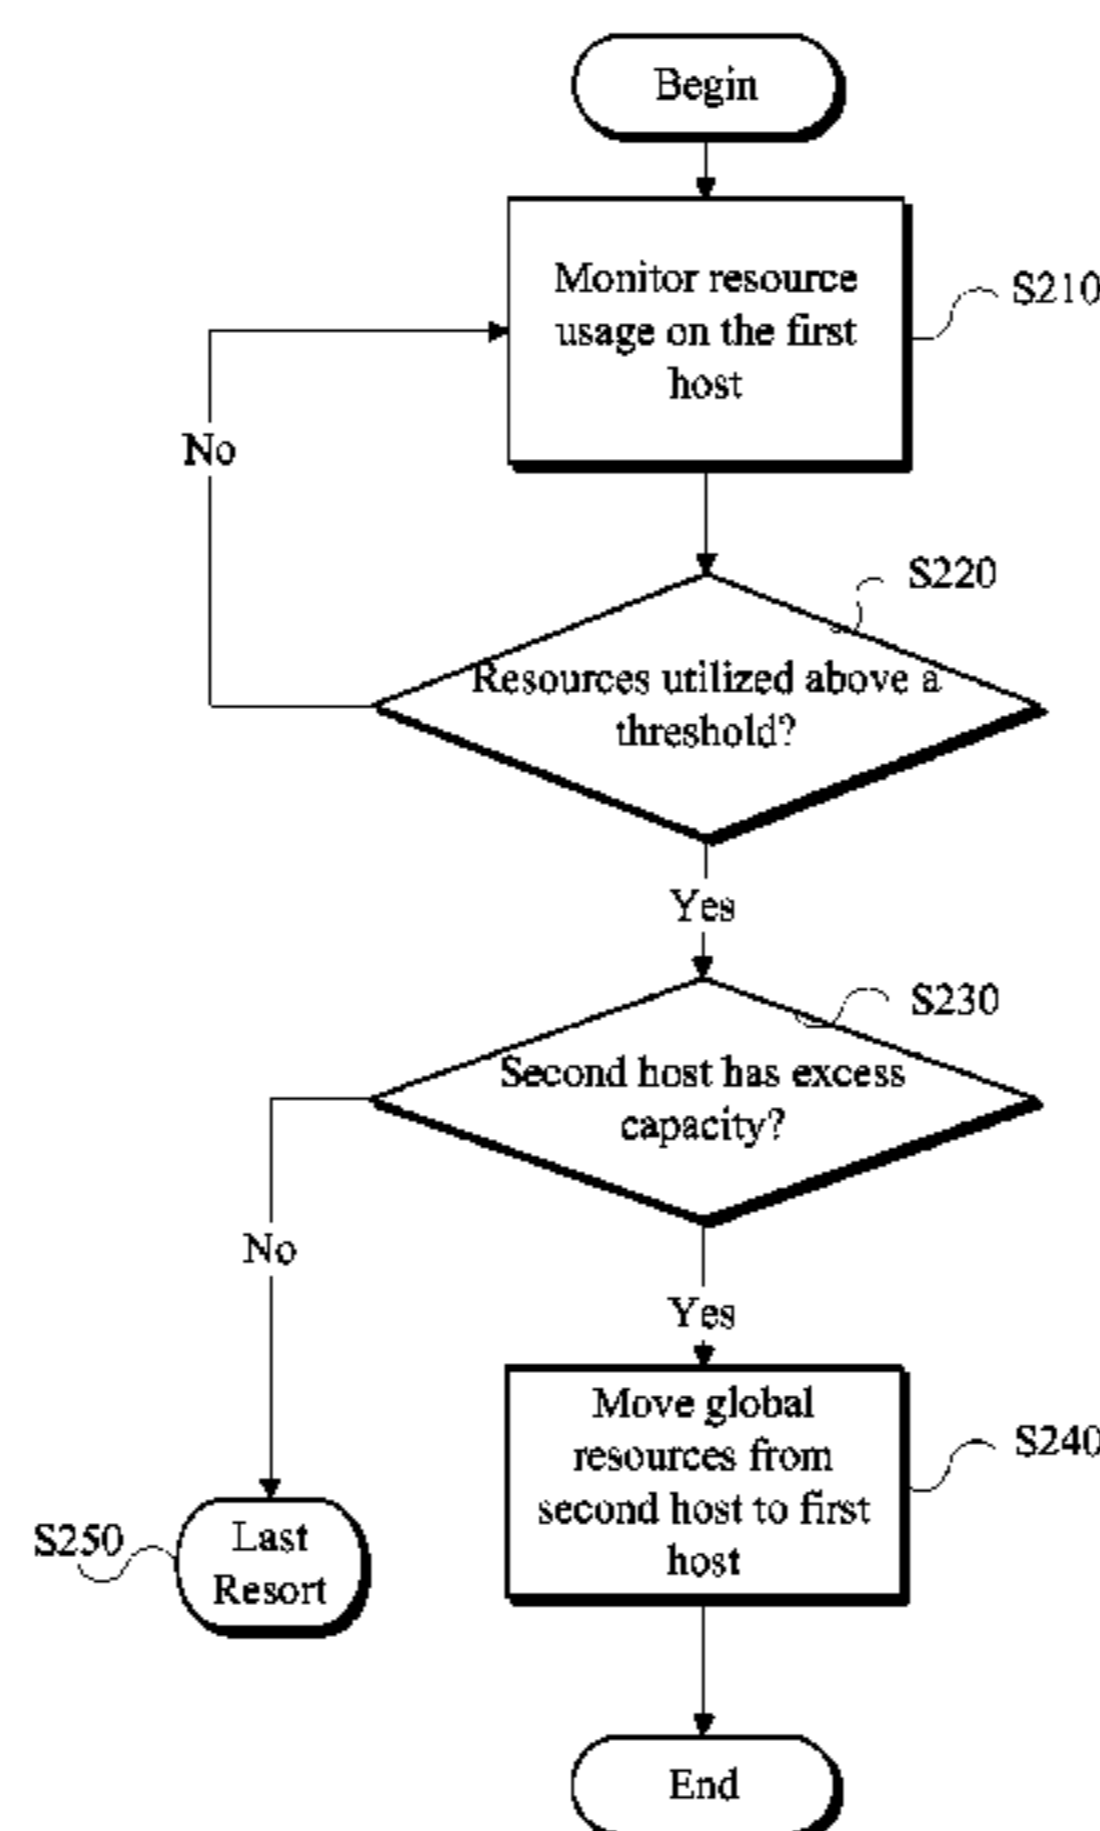 Begin
Monitor resource
usage on the first
host
S210
No
S220
Resources utilized above a
threshold?
Yes
S230
Second host has excess
capacity?
No
Yes
Move global
resources from
second host to first
host
S240
S250
Last
Resort
End